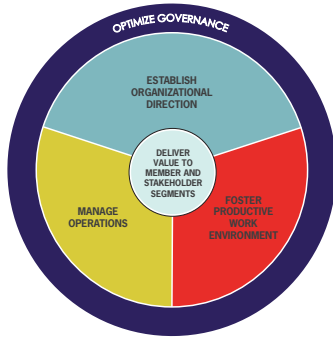 OPTIMIZE GOVERNANCE
ESTABLISH
ORGANIZATIONAL
DIRECTION
DELIVER
VALUE TO
MEMBER AND
STAKEHOLDER
SEGMENTS
MANAGE
OPERATIONS
FOSTER
PRODUCTIVE
WORK
ENVIRONMENT